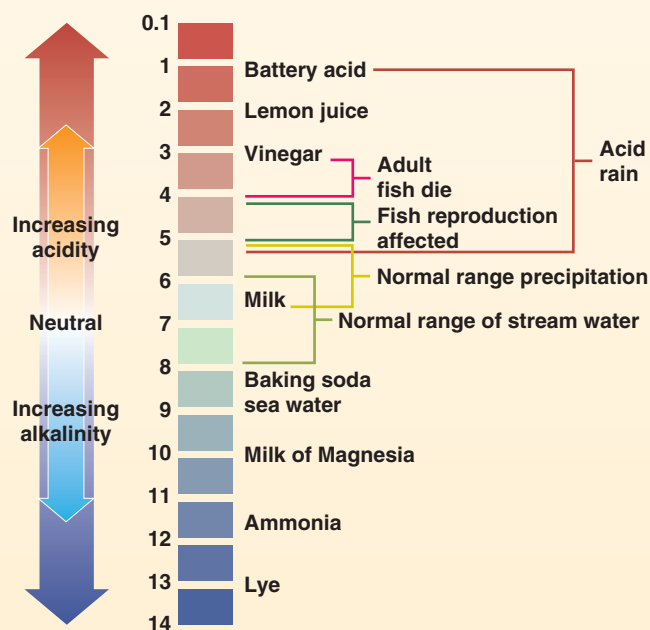 0.1
1
Battery acid
2
Lemon juice
3
Vinegar
Adult
fish die
Acid
rain
4
Fish reproduction
affected
5
Increasing
acidity
Normal range precipitation
6
Milk
Neutral
7
Normal range of stream water
8
Baking soda
sea water
Increasing
alkalinity
9
10
Milk of Magnesia
11
Ammonia
12
13
Lye
14